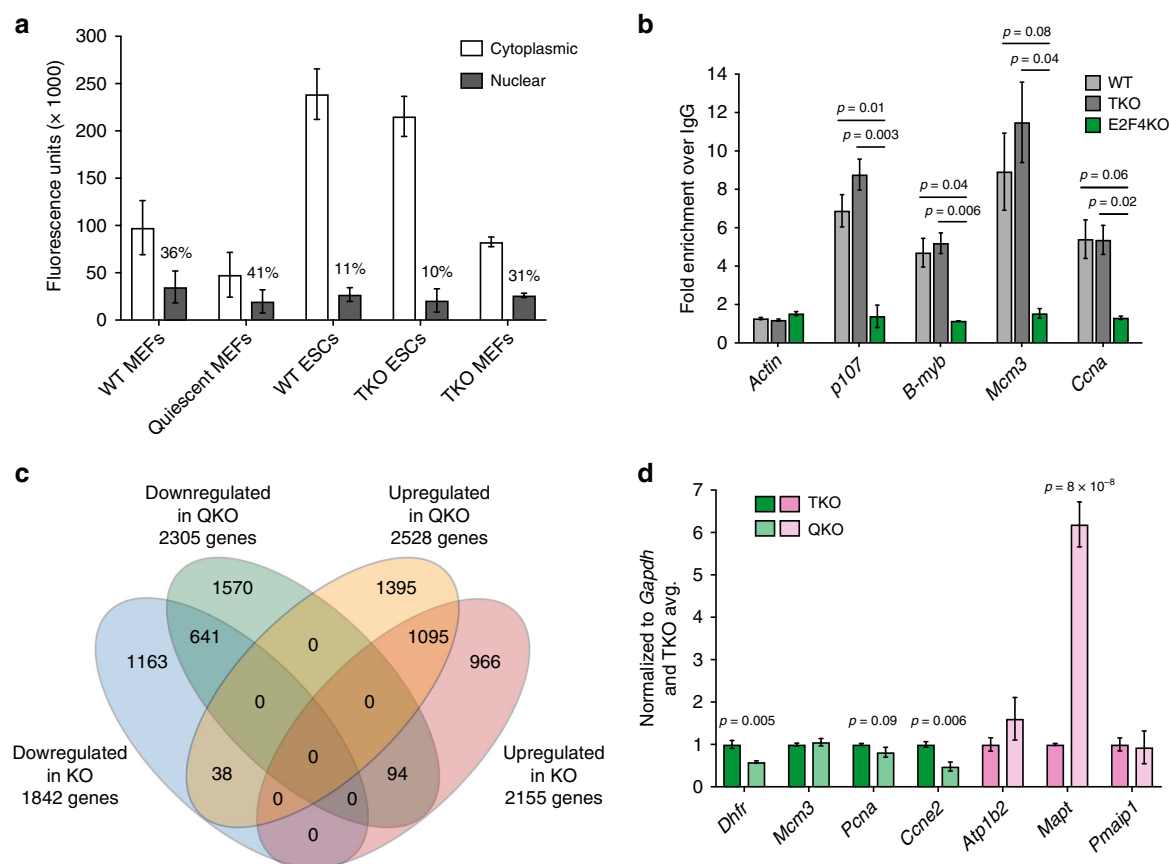 a
300
250
200
150
100
50
0
Fluorescence units (× 1000)
Cytoplasmic
Nuclear
36%
41%
11%
10%
31%
WT MEFs
Quiescent MEFs
WT ESCs
TKO ESCs
TKO MEFs
b
14
12
10
8
6
4
2
0
Fold enrichment over IgG
WT
TKO
E2F4KO
p = 0.01
p = 0.003
p = 0.04
p = 0.006
p = 0.08
p = 0.04
p = 0.06
p = 0.02
Actin
p107
B-myb
Mcm3
Ccna
c
Downregulated
in QKO
2305 genes
Upregulated
in QKO
2528 genes
1570
1395
641
0
1095
1163
966
0
0
0
38
94
0
0
0
Downregulated
in KO
1842 genes
Upregulated
in KO
2155 genes
d
7
6
5
4
3
2
1
0
Normalized to Gapdh
and TKO avg.
TKO
QKO
p = 0.005
p = 0.09
p = 0.006
p = 8 × 10⁻⁸
Dhfr
Mcm3
Pcna
Ccne2
Atp1b2
Mapt
Pmaip1